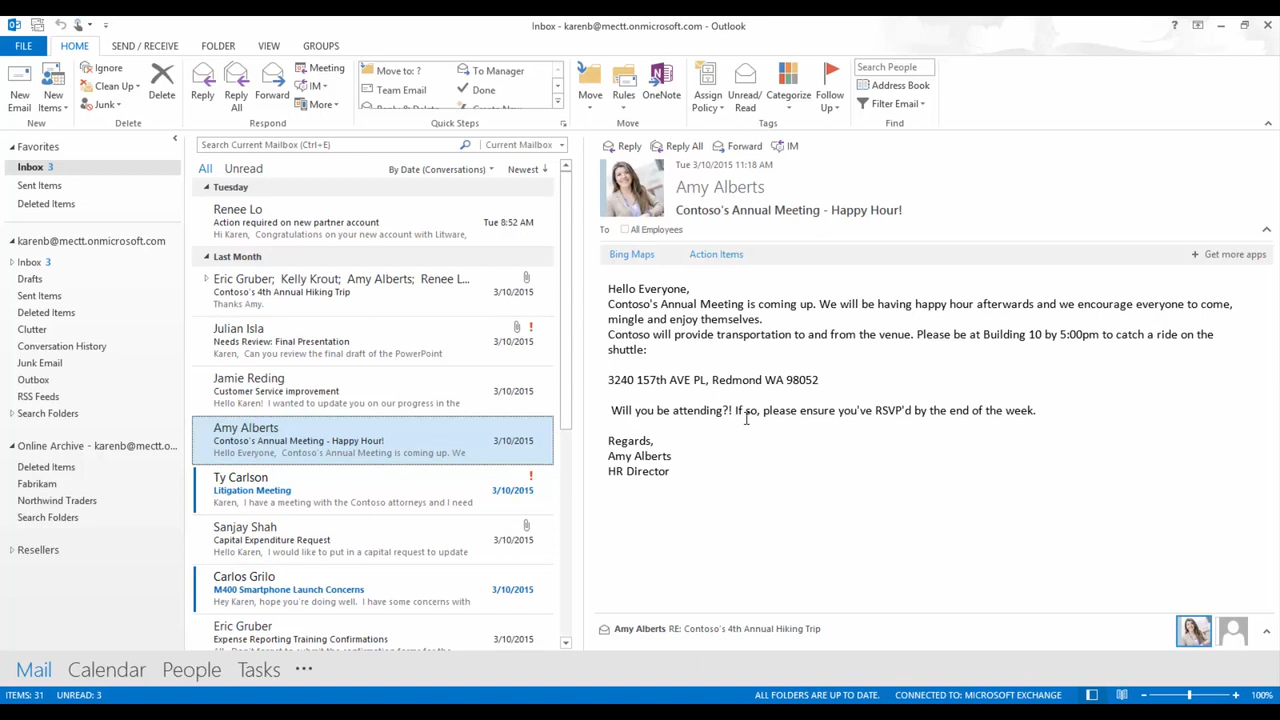 Inbox - karenb@mectt.onmicrosoft.com - Outlook
FILE HOME SEND / RECEIVE FOLDER VIEW GROUPS
New Email
New Items
New
Ignore
Clean Up
Junk
Delete
Delete
Reply
Reply All
Forward
Meeting
IM
More
Respond
Move to: ?
Team Email
To Manager
Done
Quick Steps
Move
Rules
OneNote
Move
Assign Policy
Unread/ Read
Categorize
Follow Up
Tags
Search People
Address Book
Filter Email
Find
Favorites
Inbox 3
Sent Items
Deleted Items
karenb@mectt.onmicrosoft.com
Inbox 3
Drafts
Sent Items
Deleted Items
Clutter
Conversation History
Junk Email
Outbox
RSS Feeds
Search Folders
Online Archive - karenb@mectt.o...
Deleted Items
Fabrikam
Northwind Traders
Search Folders
Resellers
Search Current Mailbox (Ctrl+E) Current Mailbox
All Unread By Date (Conversations) Newest ↓
Tuesday
Renee Lo
Action required on new partner account Tue 8:52 AM
Hi Karen, Congratulations on your new account with Litware,
Last Month
Eric Gruber; Kelly Krout; Amy Alberts; Renee L...
Contoso's 4th Annual Hiking Trip 3/10/2015
Thanks Amy.
Julian Isla !
Needs Review: Final Presentation 3/10/2015
Karen, Can you review the final draft of the PowerPoint
Jamie Reding
Customer Service improvement 3/10/2015
Hello Karen! I wanted to update you on our progress in the
Amy Alberts
Contoso's Annual Meeting - Happy Hour! 3/10/2015
Hello Everyone, Contoso's Annual Meeting is coming up. We
Ty Carlson !
Litigation Meeting 3/10/2015
Karen, I have a meeting with the Contoso attorneys and I need
Sanjay Shah
Capital Expenditure Request 3/10/2015
Hello Karen, I would like to put in a capital request to update
Carlos Grilo
M400 Smartphone Launch Concerns 3/10/2015
Hey Karen, hope you're doing well. I have some concerns with
Eric Gruber
Expense Reporting Training Confirmations 3/10/2015
Reply Reply All Forward IM
Tue 3/10/2015 11:18 AM
Amy Alberts
Contoso's Annual Meeting - Happy Hour!
To All Employees
Bing Maps Action Items + Get more apps
Hello Everyone,
Contoso's Annual Meeting is coming up. We will be having happy hour afterwards and we encourage everyone to come,
mingle and enjoy themselves.
Contoso will provide transportation to and from the venue. Please be at Building 10 by 5:00pm to catch a ride on the
shuttle:
3240 157th AVE PL, Redmond WA 98052
Will you be attending?! If so, please ensure you've RSVP'd by the end of the week.
Regards,
Amy Alberts
HR Director
Amy Alberts RE: Contoso's 4th Annual Hiking Trip
Mail Calendar People Tasks •••
ITEMS: 31 UNREAD: 3 ALL FOLDERS ARE UP TO DATE. CONNECTED TO: MICROSOFT EXCHANGE 100%